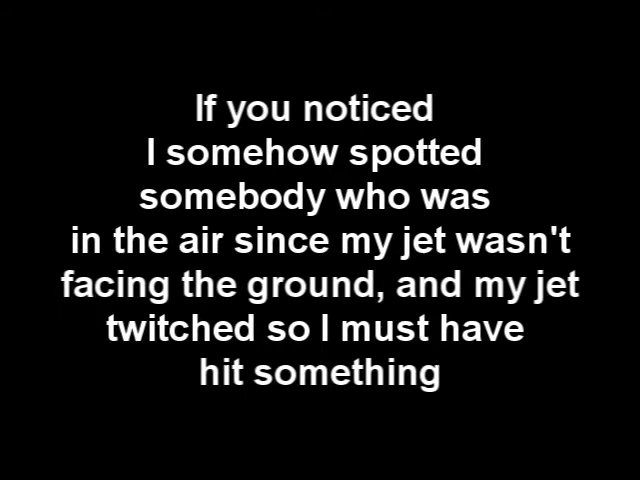 If you noticed
I somehow spotted
somebody who was
in the air since my jet wasn't
facing the ground, and my jet
twitched so I must have
hit something